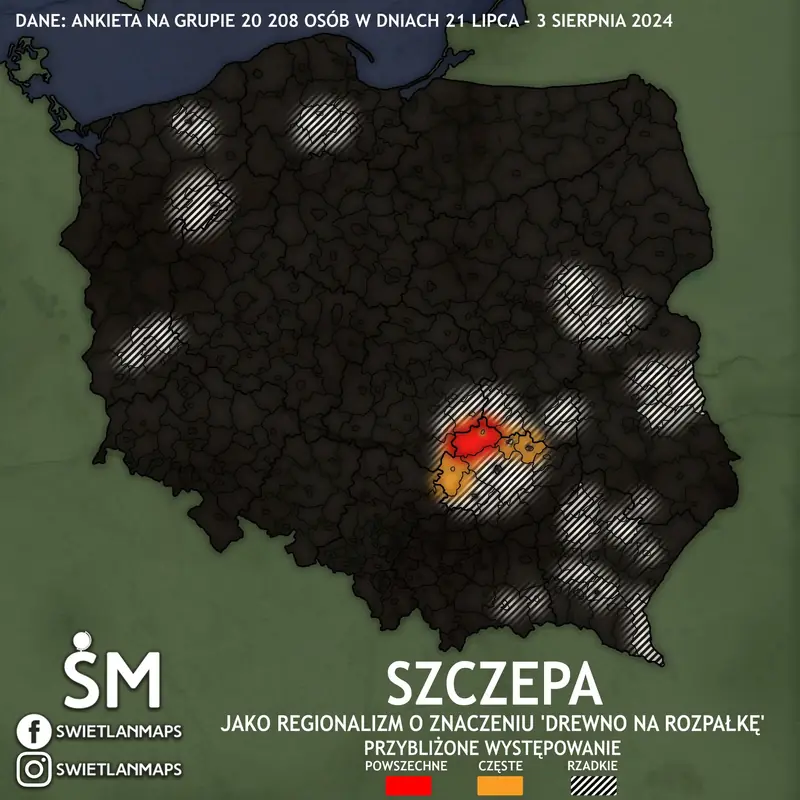 DANE: ANKIETA NA GRUPIE 20 208 OSÓB W DNIACH 21 LIPCA - 3 SIERPNIA 2024
ŚM
SWIETLANMAPS
SWIETLANMAPS
SZCZEPA
JAKO REGIONALIZM O ZNACZENIU 'DREWNO NA ROZPAŁKĘ'
PRZYBLIŻONE WYSTĘPOWANIE
POWSZECHNE CZĘSTE RZADKIE